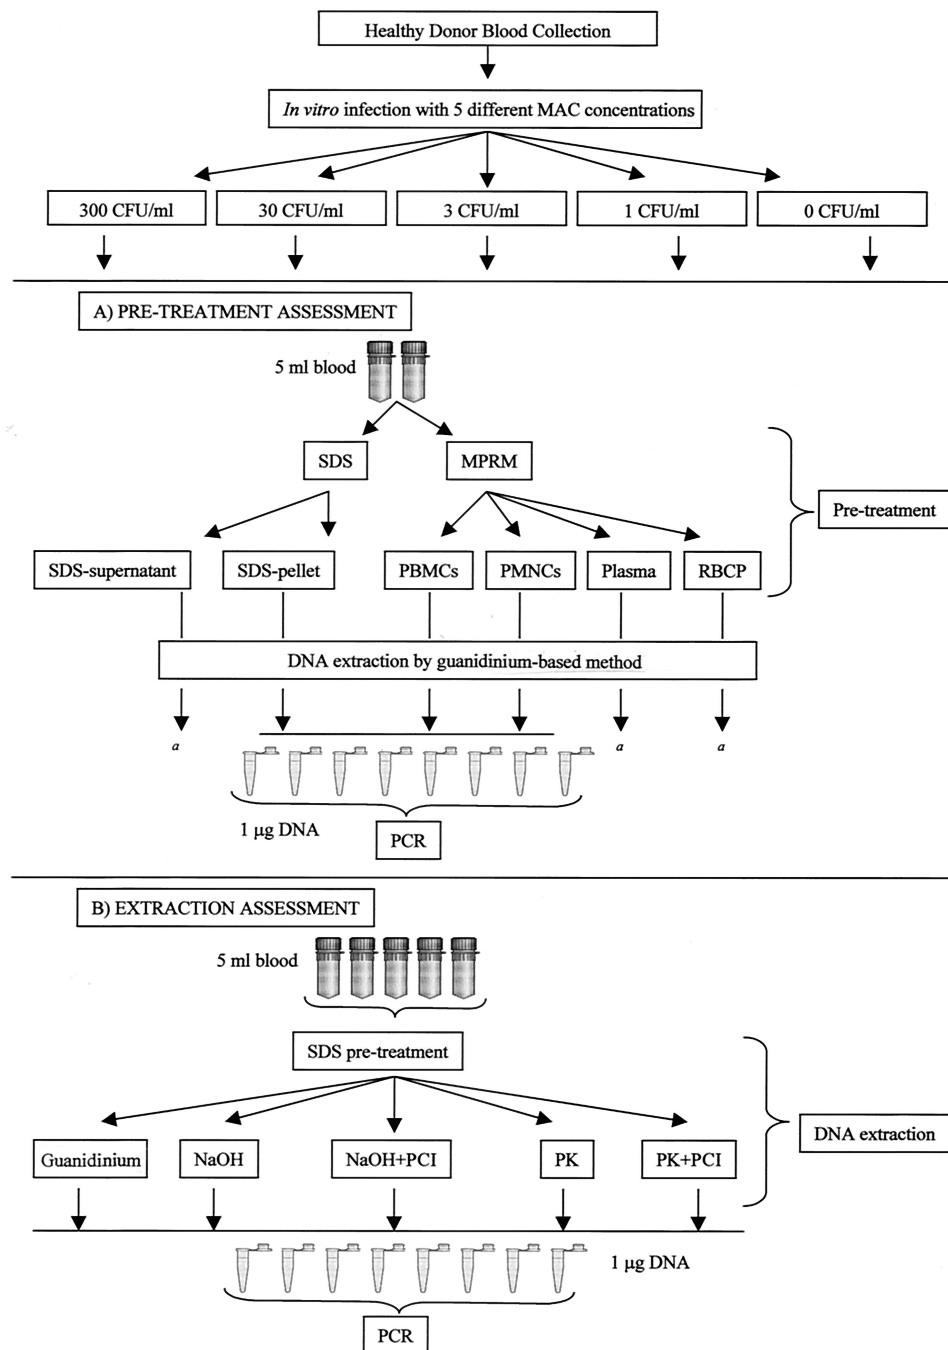 Healthy Donor Blood Collection
In vitro infection with 5 different MAC concentrations
300 CFU/ml
30 CFU/ml
3 CFU/ml
1 CFU/ml
0 CFU/ml
A) PRE-TREATMENT ASSESSMENT
5 ml blood
SDS
MPRM
Pre-treatment
SDS-supernatant
SDS-pellet
PBMCs
PMNCs
Plasma
RBCP
DNA extraction by guanidinium-based method
a
a
a
1 µg DNA
PCR
B) EXTRACTION ASSESSMENT
5 ml blood
SDS pre-treatment
DNA extraction
Guanidinium
NaOH
NaOH+PCI
PK
PK+PCI
1 µg DNA
PCR